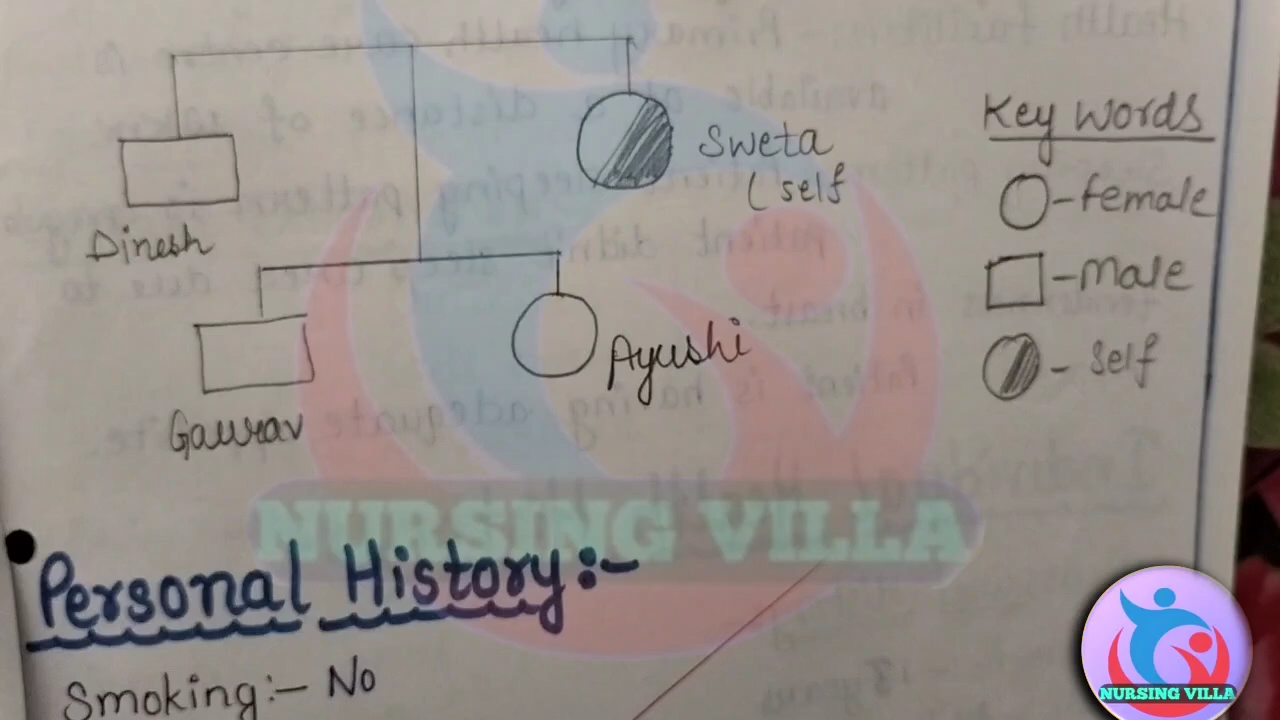 Dinesh
Sweta
(self
Gaurav
Ayushi
Key words
female
Male
Self
NURSING VILLA
Personal History:-
Smoking:- No
NURSING VILLA